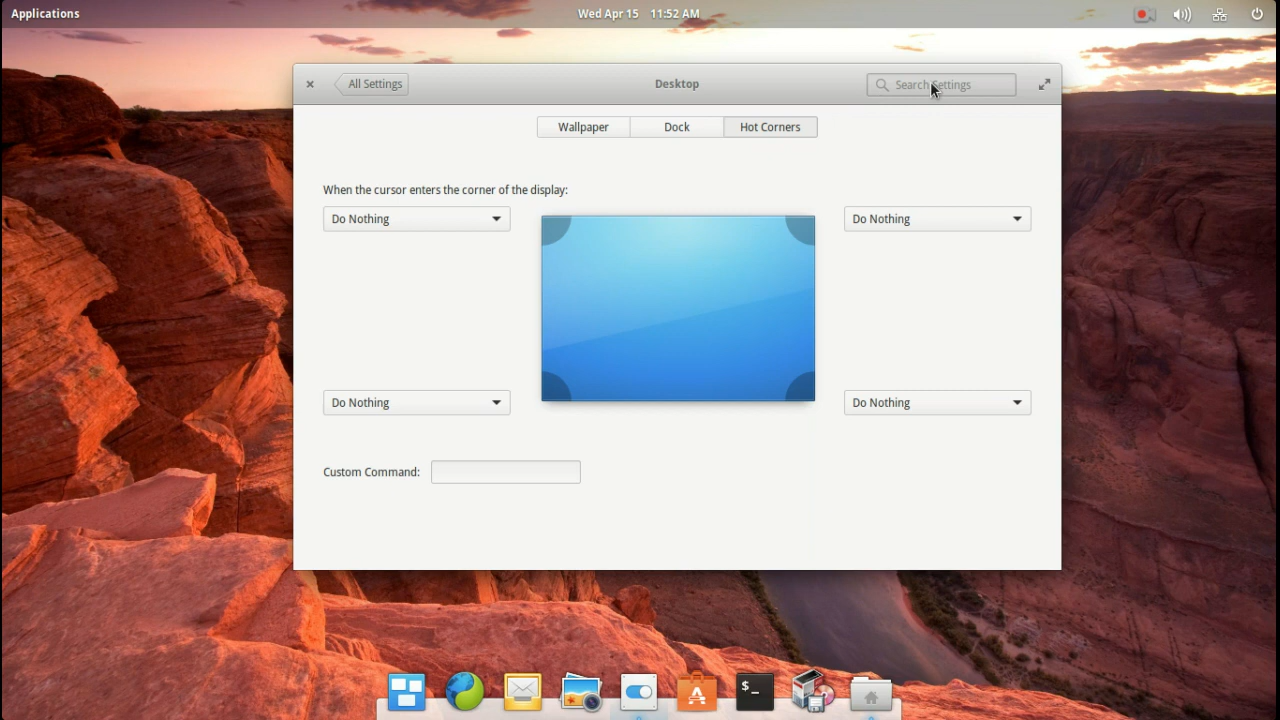 Applications
Wed Apr 15 11:52 AM
All Settings
Desktop
Search Settings
Wallpaper
Dock
Hot Corners
When the cursor enters the corner of the display:
Do Nothing
Do Nothing
Do Nothing
Do Nothing
Custom Command:
$_